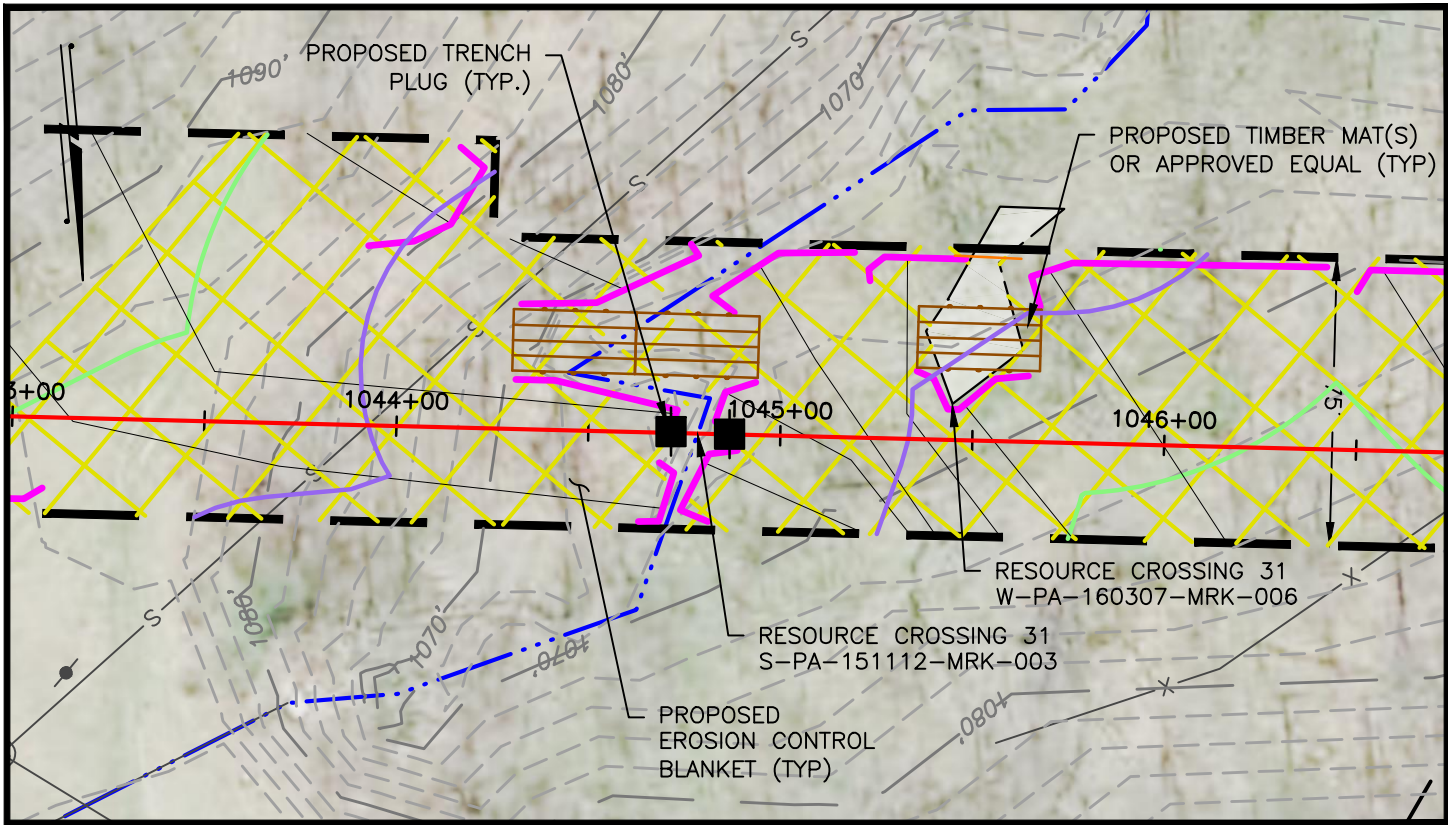 PROPOSED TRENCH
PLUG (TYP.)
1090'
1080'
1070'
S
PROPOSED TIMBER MAT(S)
OR APPROVED EQUAL (TYP)
S
S
3+00
1044+00
1045+00
1046+00
75'
S
RESOURCE CROSSING 31
W-PA-160307-MRK-006
X
S
1080'
1070'
1070'
RESOURCE CROSSING 31
S-PA-151112-MRK-003
X
1080'
PROPOSED
EROSION CONTROL
BLANKET (TYP)